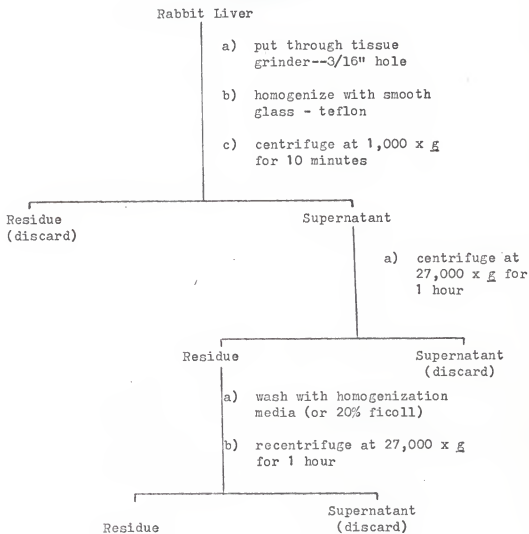 Rabbit Liver
a) put through tissue
grinder--3/16" hole
b) homogenize with smooth
glass - teflon
c) centrifuge at 1,000 x g
for 10 minutes
Residue
(discard)
Supernatant
a) centrifuge at
27,000 x g for
1 hour
Residue
Supernatant
(discard)
a) wash with homogenization
media (or 20% ficoll)
b) recentrifuge at 27,000 x g
for 1 hour
Residue
Supernatant
(discard)